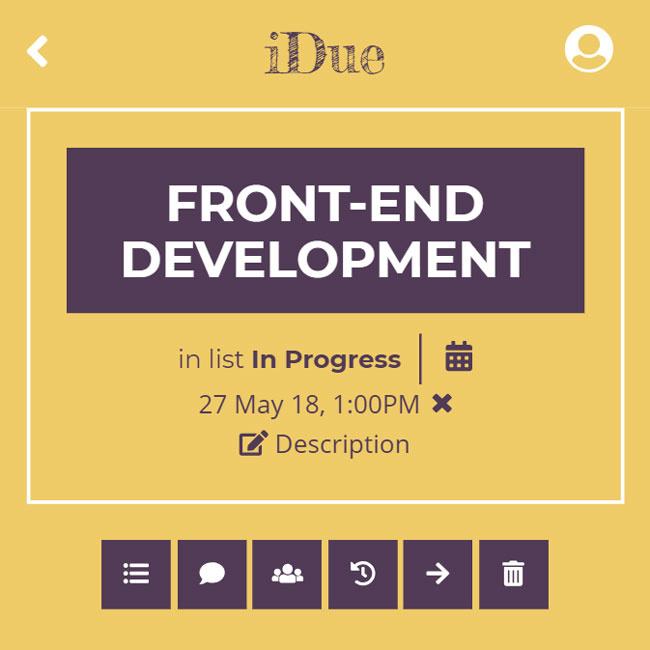 iDue
FRONT-END
DEVELOPMENT
in list In Progress
27 May 18, 1:00PM
Description